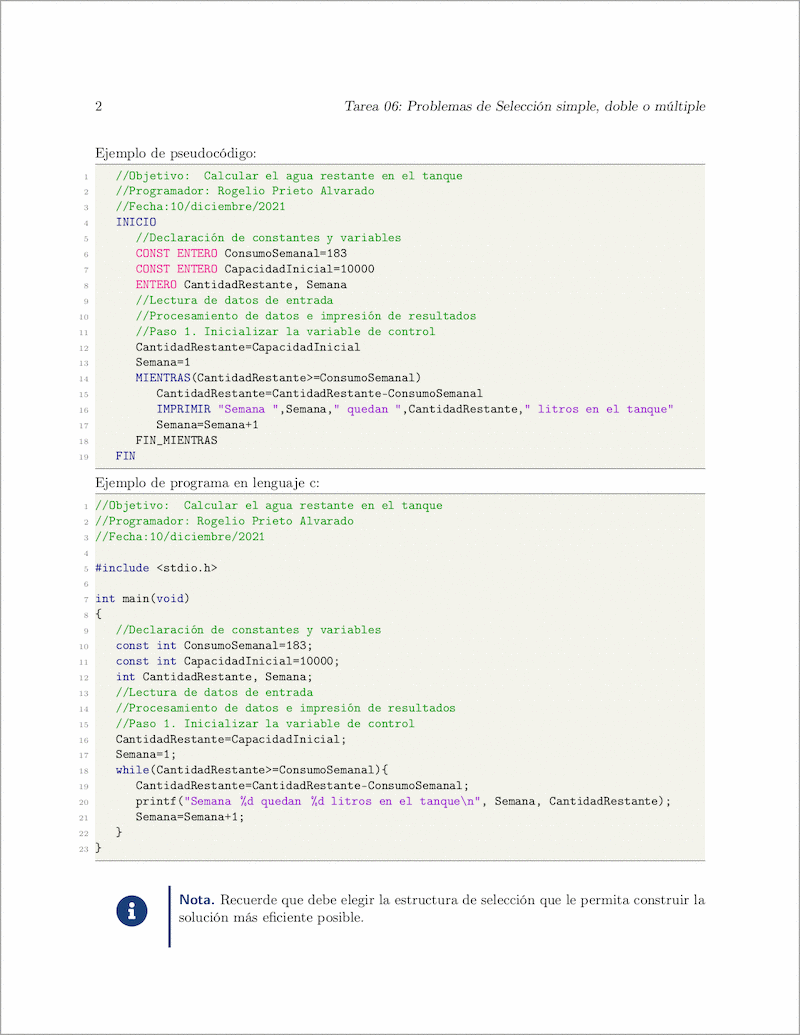 2 Tarea 06: Problemas de Selección simple, doble o múltiple
Ejemplo de pseudocódigo:
1 //Objetivo: Calcular el agua restante en el tanque
2 //Programador: Rogelio Prieto Alvarado
3 //Fecha:10/diciembre/2021
4 INICIO
5 //Declaración de constantes y variables
6 CONST ENTERO ConsumoSemanal=183
7 CONST ENTERO CapacidadInicial=10000
8 ENTERO CantidadRestante, Semana
9 //Lectura de datos de entrada
10 //Procesamiento de datos e impresión de resultados
11 //Paso 1. Inicializar la variable de control
12 CantidadRestante=CapacidadInicial
13 Semana=1
14 MIENTRAS(CantidadRestante>=ConsumoSemanal)
15 CantidadRestante=CantidadRestante-ConsumoSemanal
16 IMPRIMIR "Semana ",Semana," quedan ",CantidadRestante," litros en el tanque"
17 Semana=Semana+1
18 FIN_MIENTRAS
19 FIN
Ejemplo de programa en lenguaje c:
1 //Objetivo: Calcular el agua restante en el tanque
2 //Programador: Rogelio Prieto Alvarado
3 //Fecha:10/diciembre/2021
4
5 #include <stdio.h>
6
7 int main(void)
8 {
9 //Declaración de constantes y variables
10 const int ConsumoSemanal=183;
11 const int CapacidadInicial=10000;
12 int CantidadRestante, Semana;
13 //Lectura de datos de entrada
14 //Procesamiento de datos e impresión de resultados
15 //Paso 1. Inicializar la variable de control
16 CantidadRestante=CapacidadInicial;
17 Semana=1;
18 while(CantidadRestante>=ConsumoSemanal){
19 CantidadRestante=CantidadRestante-ConsumoSemanal;
20 printf("Semana %d quedan %d litros en el tanque\n", Semana, CantidadRestante);
21 Semana=Semana+1;
22 }
23 }
Nota. Recuerde que debe elegir la estructura de selección que le permita construir la
solución más eficiente posible.